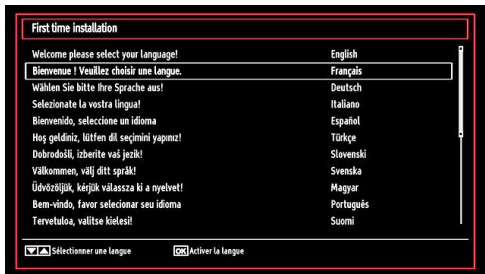 First time installation
Welcome please select your language! English
Bienvenue ! Veuillez choisir une langue. Français
Wählen Sie bitte Ihre Sprache aus! Deutsch
Selezionate la vostra lingua! Italiano
Bienvenido, seleccione un idioma Español
Hoş geldiniz, lütfen dil seçimini yapınız! Türkçe
Dobrodošli, izberite vaš jezik! Slovenski
Välkommen, välj ditt språk! Svenska
Üdvözöljük, kérjük válassza ki a nyelvet! Magyar
Bem-vindo, favor selecionar seu idioma Português
Tervetuloa, valitse kielesi! Suomi
Sélectionner une langue OK Activer la langue